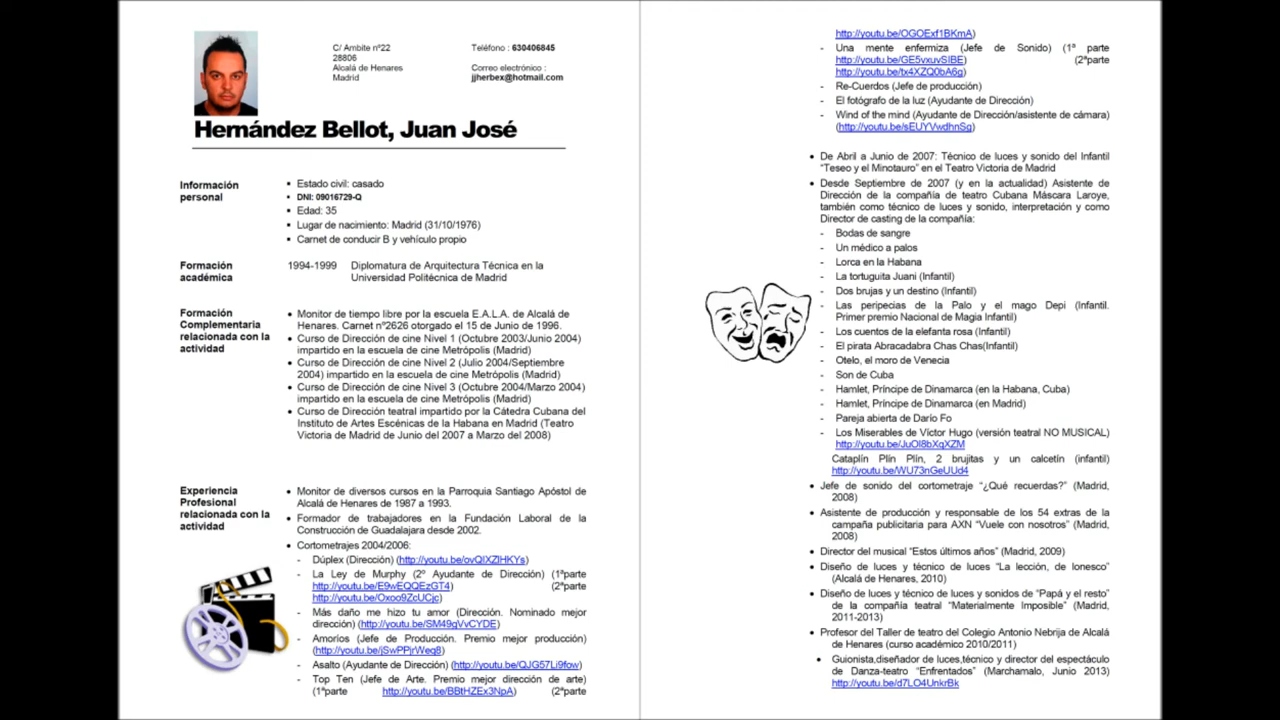 C/ Ambite nº22
28806
Alcalá de Henares
Madrid
Teléfono : 630406845
Correo electrónico :
jjherbex@hotmail.com
Hernández Bellot, Juan José
Información
personal
▪ Estado civil: casado
▪ DNI: 09016729-Q
▪ Edad: 35
▪ Lugar de nacimiento: Madrid (31/10/1976)
▪ Carnet de conducir B y vehículo propio
Formación
académica
1994-1999 Diplomatura de Arquitectura Técnica en la
Universidad Politécnica de Madrid
Formación
Complementaria
relacionada con la
actividad
• Monitor de tiempo libre por la escuela E.A.L.A. de Alcalá de
Henares. Carnet nº2626 otorgado el 15 de Junio de 1996.
• Curso de Dirección de cine Nivel 1 (Octubre 2003/Junio 2004)
impartido en la escuela de cine Metrópolis (Madrid)
• Curso de Dirección de cine Nivel 2 (Julio 2004/Septiembre
2004) impartido en la escuela de cine Metrópolis (Madrid)
• Curso de Dirección de cine Nivel 3 (Octubre 2004/Marzo 2004)
impartido en la escuela de cine Metrópolis (Madrid)
• Curso de Dirección teatral impartido por la Cátedra Cubana del
Instituto de Artes Escénicas de la Habana en Madrid (Teatro
Victoria de Madrid de Junio del 2007 a Marzo del 2008)
Experiencia
Profesional
relacionada con la
actividad
• Monitor de diversos cursos en la Parroquia Santiago Apóstol de
Alcalá de Henares de 1987 a 1993.
• Formador de trabajadores en la Fundación Laboral de la
Construcción de Guadalajara desde 2002.
• Cortometrajes 2004/2006:
- Dúplex (Dirección) (http://youtu.be/ovQIXZlHKYs)
- La Ley de Murphy (2º Ayudante de Dirección) (1ªparte
http://youtu.be/E9wEQQEzGT4) (2ªparte
http://youtu.be/Oxoo9ZcUCjc)
- Más daño me hizo tu amor (Dirección. Nominado mejor
dirección) (http://youtu.be/SM49gVvCYDE)
- Amoríos (Jefe de Producción. Premio mejor producción)
(http://youtu.be/jSwPPjrWeg8)
- Asalto (Ayudante de Dirección) (http://youtu.be/QJG57Li9fow)
- Top Ten (Jefe de Arte. Premio mejor dirección de arte)
(1ªparte http://youtu.be/BBtHZEx3NpA) (2ªparte
http://youtu.be/OGOExf1BKmA)
- Una mente enfermiza (Jefe de Sonido) (1ª parte
http://youtu.be/GE5vxuvSIBE) (2ªparte
http://youtu.be/tx4XZQ0bA6g)
- Re-Cuerdos (Jefe de producción)
- El fotógrafo de la luz (Ayudante de Dirección)
- Wind of the mind (Ayudante de Dirección/asistente de cámara)
(http://youtu.be/sEUYVwdhnSg)
• De Abril a Junio de 2007: Técnico de luces y sonido del Infantil
“Teseo y el Minotauro” en el Teatro Victoria de Madrid
• Desde Septiembre de 2007 (y en la actualidad) Asistente de
Dirección de la compañía de teatro Cubana Máscara Laroye,
también como técnico de luces y sonido, interpretación y como
Director de casting de la compañía:
- Bodas de sangre
- Un médico a palos
- Lorca en la Habana
- La tortuguita Juani (Infantil)
- Dos brujas y un destino (Infantil)
- Las peripecias de la Palo y el mago Depi (Infantil.
Primer premio Nacional de Magia Infantil)
- Los cuentos de la elefanta rosa (Infantil)
- El pirata Abracadabra Chas Chas(Infantil)
- Otelo, el moro de Venecia
- Son de Cuba
- Hamlet, Príncipe de Dinamarca (en la Habana, Cuba)
- Hamlet, Príncipe de Dinamarca (en Madrid)
- Pareja abierta de Darío Fo
- Los Miserables de Víctor Hugo (versión teatral NO MUSICAL)
http://youtu.be/JuOl8bXqXZM
Cataplín Plín Plín, 2 brujitas y un calcetín (infantil)
http://youtu.be/WU73nGeUUd4
• Jefe de sonido del cortometraje “¿Qué recuerdas?” (Madrid,
2008)
• Asistente de producción y responsable de los 54 extras de la
campaña publicitaria para AXN “Vuele con nosotros” (Madrid,
2008)
• Director del musical “Estos últimos años” (Madrid, 2009)
• Diseño de luces y técnico de luces “La lección, de Ionesco”
(Alcalá de Henares, 2010)
• Diseño de luces y técnico de luces y sonidos de “Papá y el resto”
de la compañía teatral “Materialmente Imposible” (Madrid,
2011-2013)
• Profesor del Taller de teatro del Colegio Antonio Nebrija de Alcalá
de Henares (curso académico 2010/2011)
• Guionista,diseñador de luces,técnico y director del espectáculo
de Danza-teatro “Enfrentados” (Marchamalo, Junio 2013)
http://youtu.be/d7LO4UnkrBk